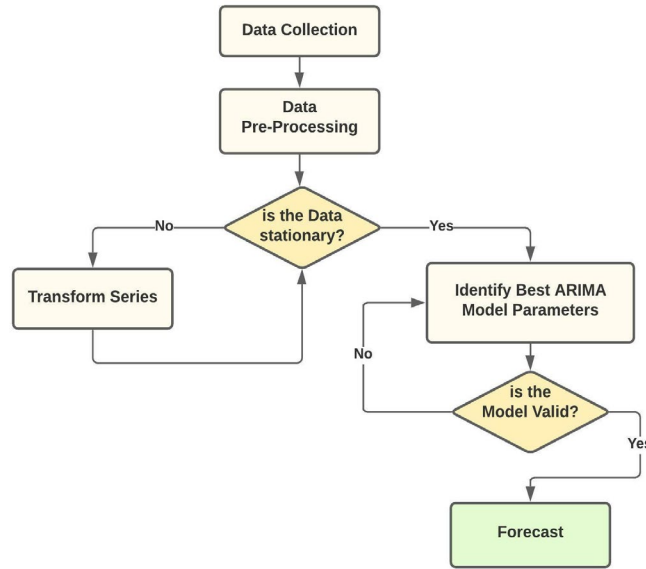 Data Collection
Data
Pre-Processing
is the Data
stationary?
No
Yes
Transform Series
Identify Best ARIMA
Model Parameters
No
is the
Model Valid?
Yes
Forecast